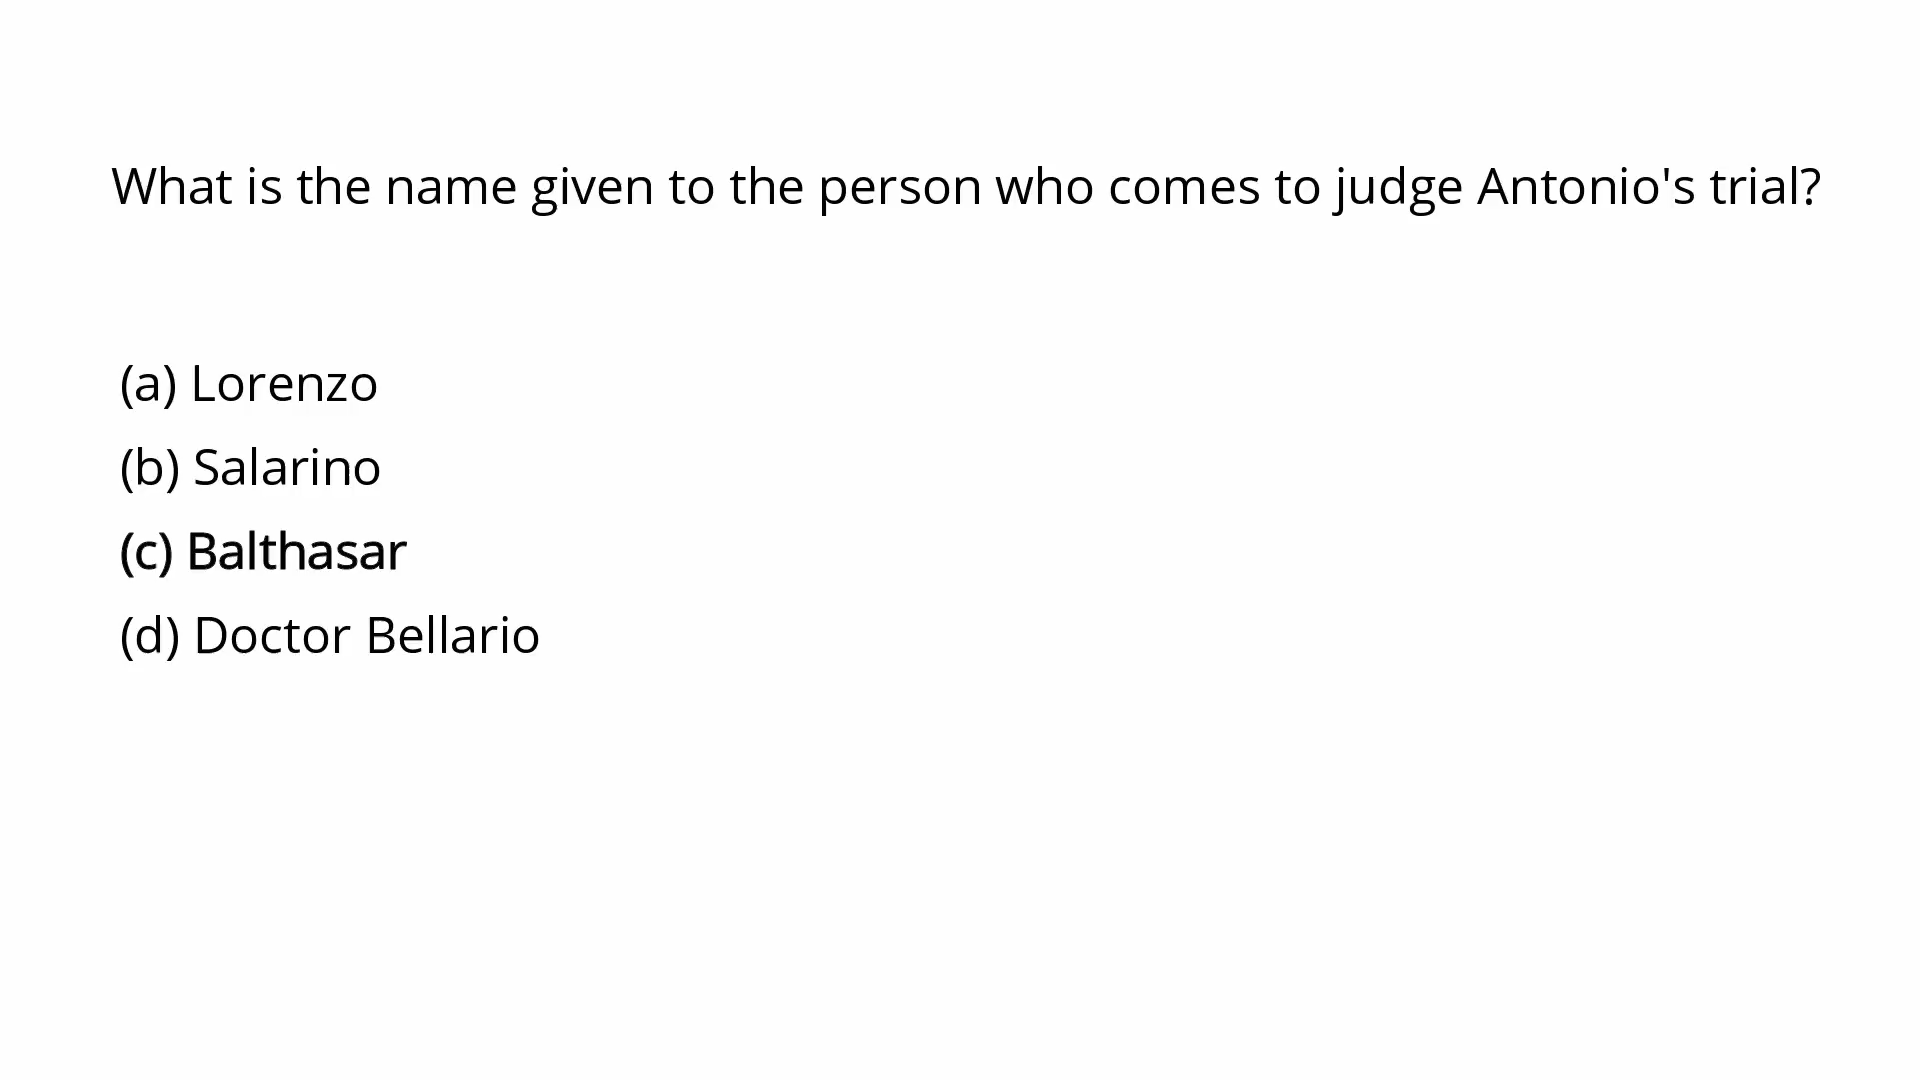 What is the name given to the person who comes to judge Antonio's trial?
(a) Lorenzo
(b) Salarino
(c) Balthasar
(d) Doctor Bellario